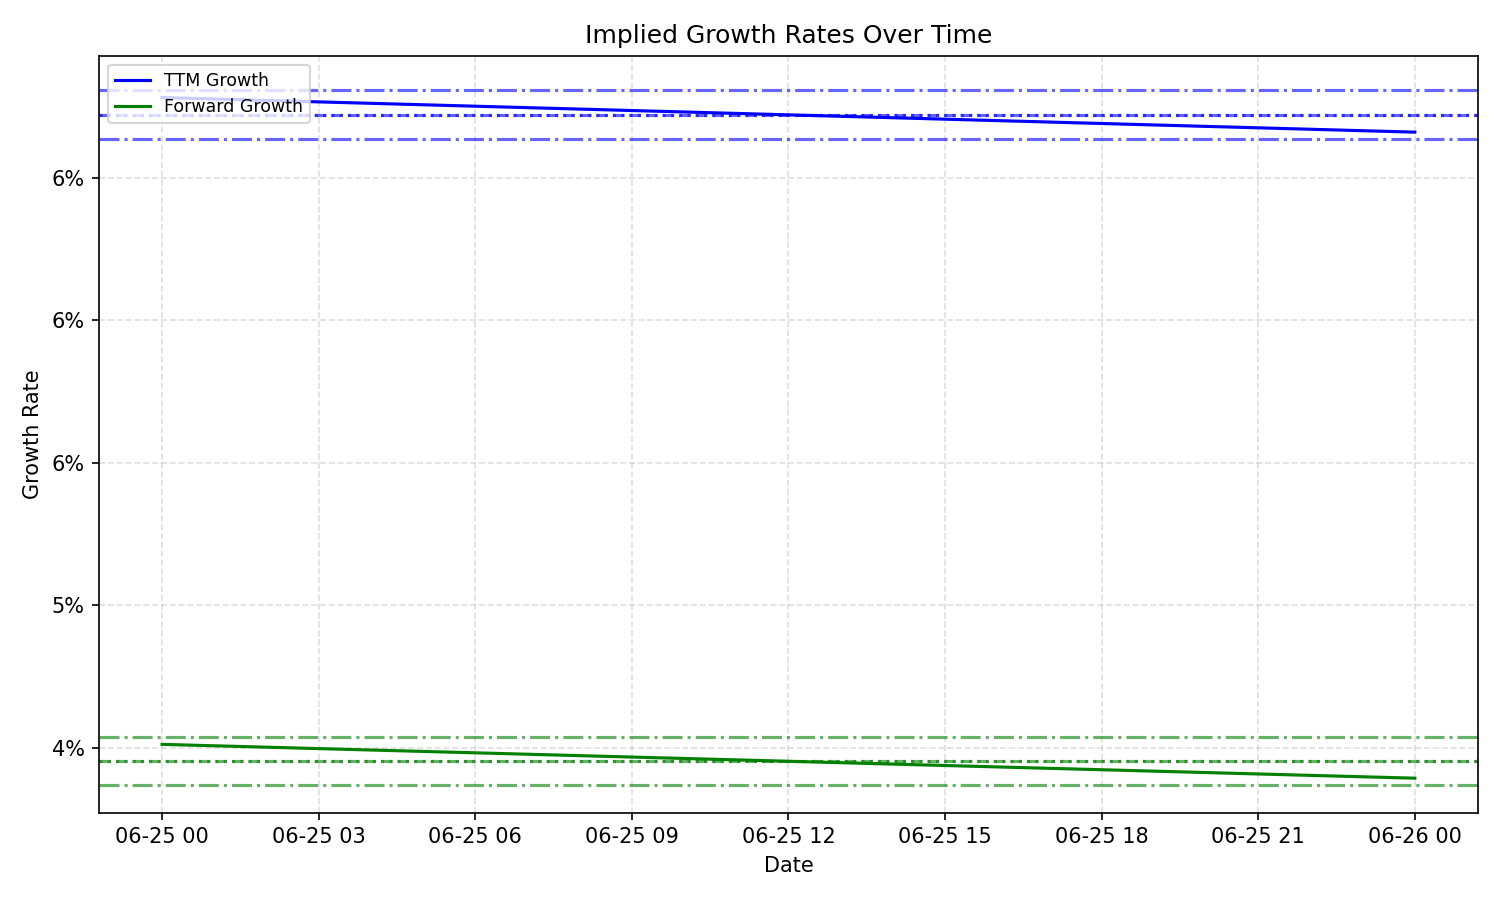 Implied Growth Rates Over Time
TTM Growth
Forward Growth
6%
6%
6%
5%
4%
Growth Rate
06-25 00
06-25 03
06-25 06
06-25 09
06-25 12
06-25 15
06-25 18
06-25 21
06-26 00
Date